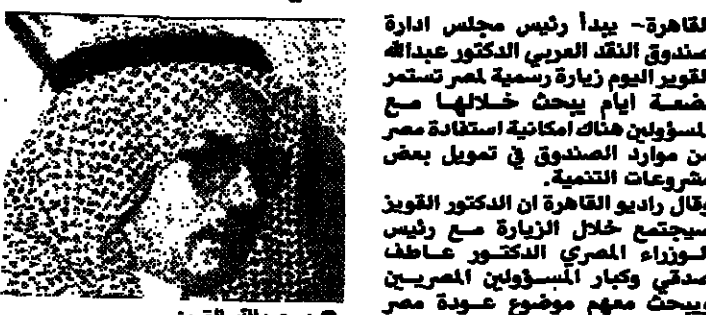 القاهرة- يبدأ رئيس مجلس ادارة
صندوق النقد العربي الدكتور عبدالله
القوير اليوم زيارة رسمية لمصر تستمر
بضعة ايام يبحث خلالها مع
المسؤولين هناك امكانية استفادة مصر
من موارد الصندوق في تمويل بعض
مشروعات التنمية.
وقال راديو القاهرة ان الدكتور القويز
سيجتمع خلال الزيارة مع رئيس
الوزراء المصري الدكتور عاطف
صدقي وكبار المسؤولين المصريين
ويبحث معهم موضوع عودة مصر